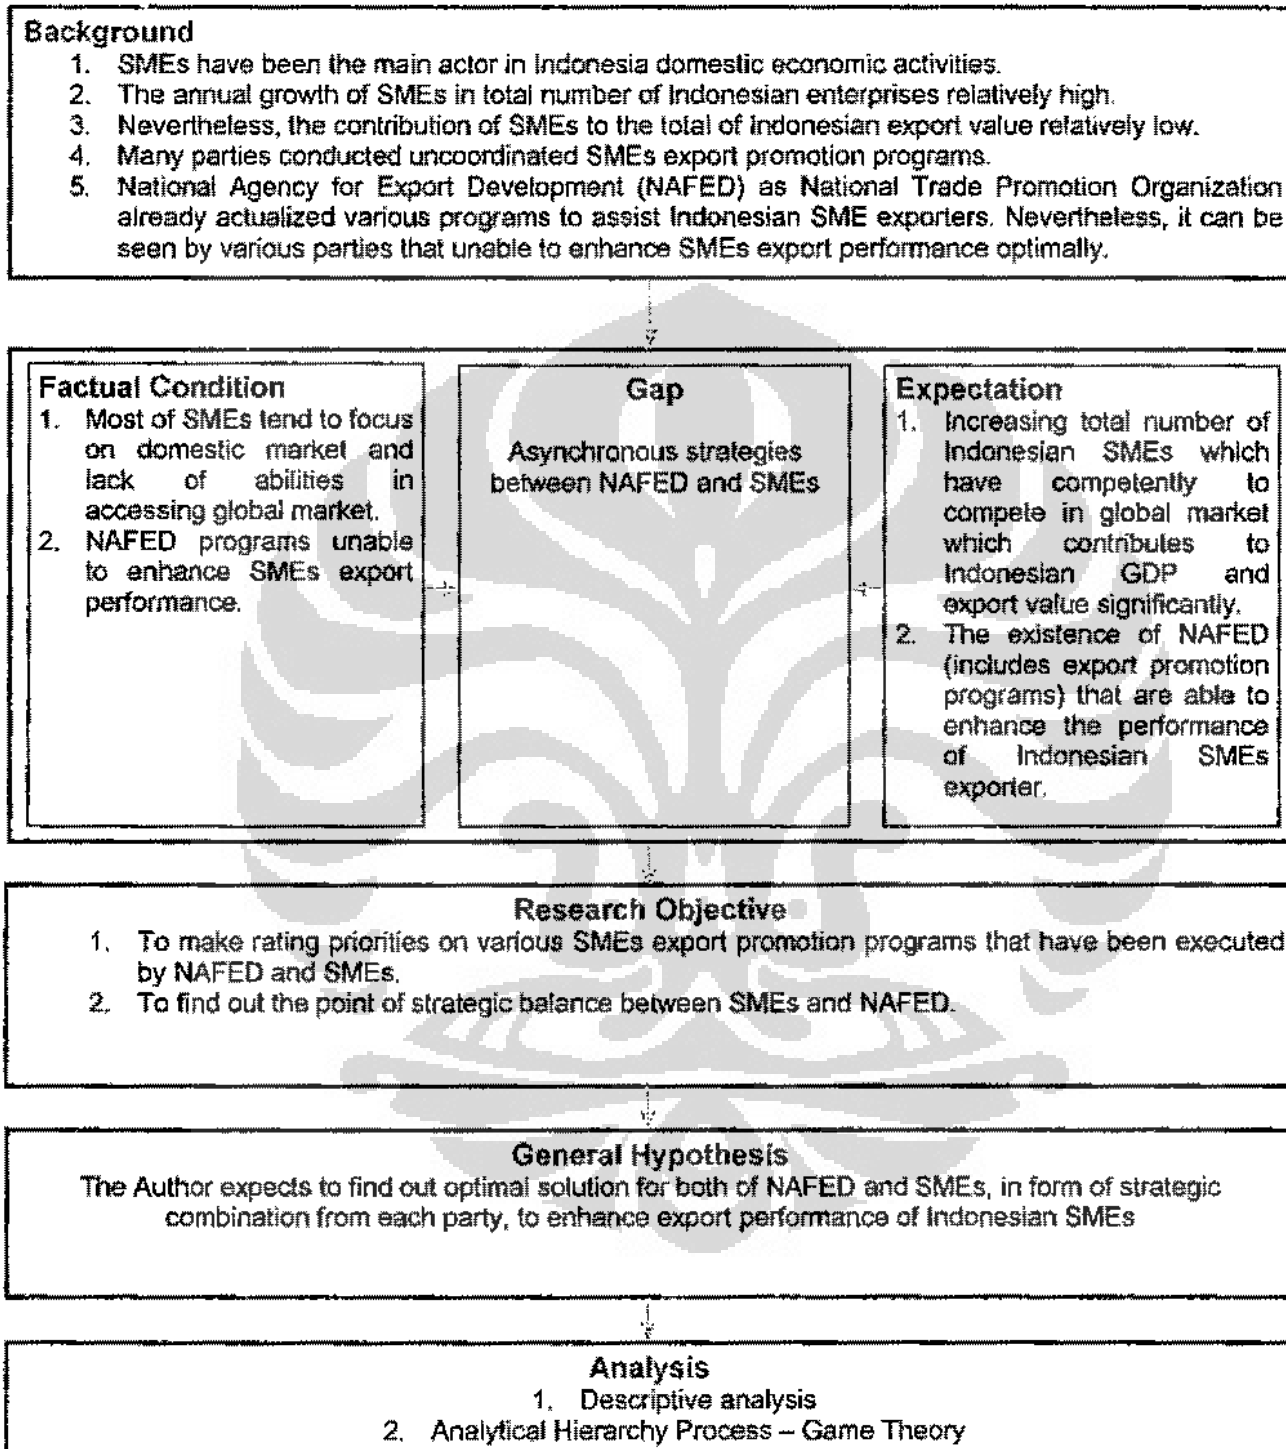 Background
1. SMEs have been the main actor in Indonesia domestic economic activities.
2. The annual growth of SMEs in total number of Indonesian enterprises relatively high.
3. Nevertheless, the contribution of SMEs to the total of Indonesian export value relatively low.
4. Many parties conducted uncoordinated SMEs export promotion programs.
5. National Agency for Export Development (NAFED) as National Trade Promotion Organization
already actualized various programs to assist Indonesian SME exporters. Nevertheless, it can be
seen by various parties that unable to enhance SMEs export performance optimally.
Factual Condition
1. Most of SMEs tend to focus
on domestic market and
lack of abilities in
accessing global market.
2. NAFED programs unable
to enhance SMEs export
performance.
Gap
Asynchronous strategies
between NAFED and SMEs
Expectation
1. Increasing total number of
Indonesian SMEs which
have competently to
compete in global market
which contributes to
Indonesian GDP and
export value significantly.
2. The existence of NAFED
(includes export promotion
programs) that are able to
enhance the performance
of Indonesian SMEs
exporter.
Research Objective
1. To make rating priorities on various SMEs export promotion programs that have been executed
by NAFED and SMEs.
2. To find out the point of strategic balance between SMEs and NAFED.
General Hypothesis
The Author expects to find out optimal solution for both of NAFED and SMEs, in form of strategic
combination from each party, to enhance export performance of Indonesian SMEs
Analysis
1. Descriptive analysis
2. Analytical Hierarchy Process – Game Theory